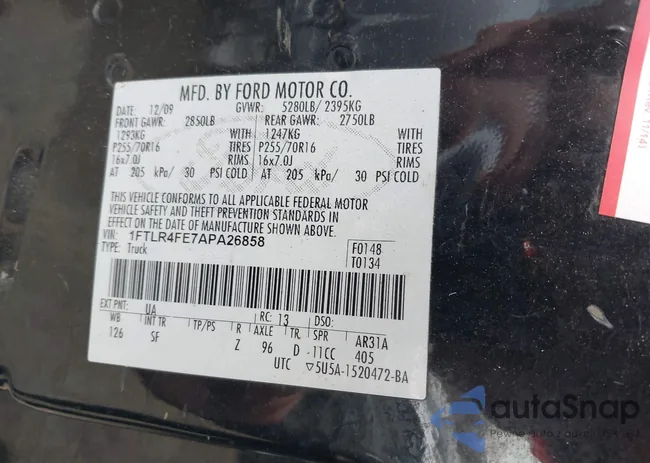 MFD. BY FORD MOTOR CO.
DATE: 12/09 GVWR: 5280LB/ 2395KG
FRONT GAWR: 2850LB REAR GAWR: 2750LB
1293KG WITH 1247KG WITH
P255/70R16 TIRES P255/70R16 TIRES
16x7.0J RIMS 16x7.0J RIMS
AT 205 kPa/ 30 PSI COLD AT 205 kPa/ 30 PSI COLD
THIS VEHICLE CONFORMS TO ALL APPLICABLE FEDERAL MOTOR
VEHICLE SAFETY AND THEFT PREVENTION STANDARDS IN
EFFECT ON THE DATE OF MANUFACTURE SHOWN ABOVE.
VIN: 1FTLR4FE7APA26858 F0148
TYPE: Truck T0134
EXT PNT: UA RC: 13 DSO:
WB INT TR TP/PS R AXLE TR SPR AR31A
126 SF Z 96 D -11CC 405
UTC ▽5U5A-1520472-BA
autoSnap
Pewne auto z